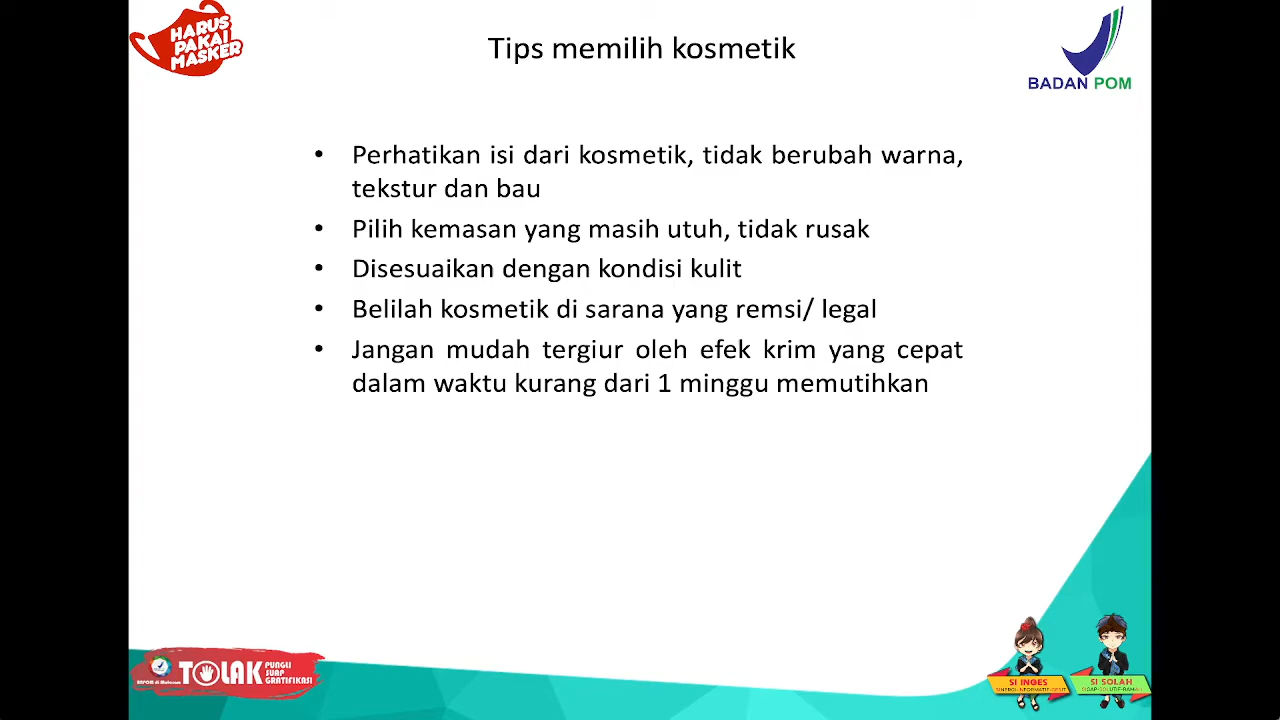 HARUS
PAKAI
MASKER
Tips memilih kosmetik
BADAN POM
• Perhatikan isi dari kosmetik, tidak berubah warna,
tekstur dan bau
• Pilih kemasan yang masih utuh, tidak rusak
• Disesuaikan dengan kondisi kulit
• Belilah kosmetik di sarana yang remsi/ legal
• Jangan mudah tergiur oleh efek krim yang cepat
dalam waktu kurang dari 1 minggu memutihkan
TOLAK
PUNGLI
SUAP
GRATIFIKASI
SI INGES
SI SOLAH